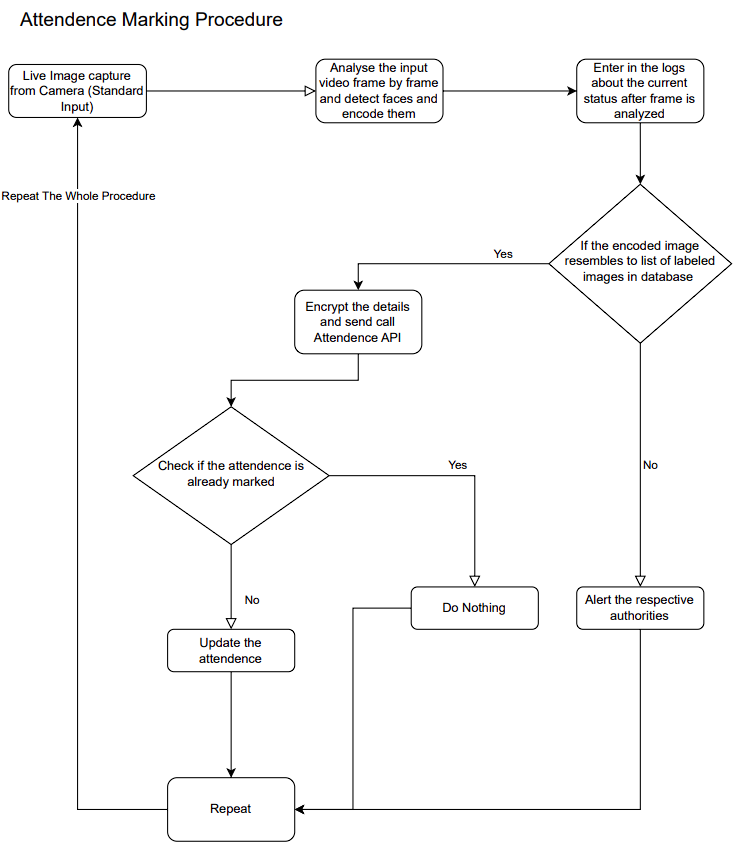 Attendence Marking Procedure
Live Image capture
from Camera (Standard
Input)
Analyse the input
video frame by frame
and detect faces and
encode them
Enter in the logs
about the current
status after frame is
analyzed
Repeat The Whole Procedure
If the encoded image
resembles to list of labeled
images in database
Yes
Encrypt the details
and send call
Attendence API
Check if the attendence is
already marked
Yes
No
No
Do Nothing
Alert the respective
authorities
Update the
attendence
Repeat